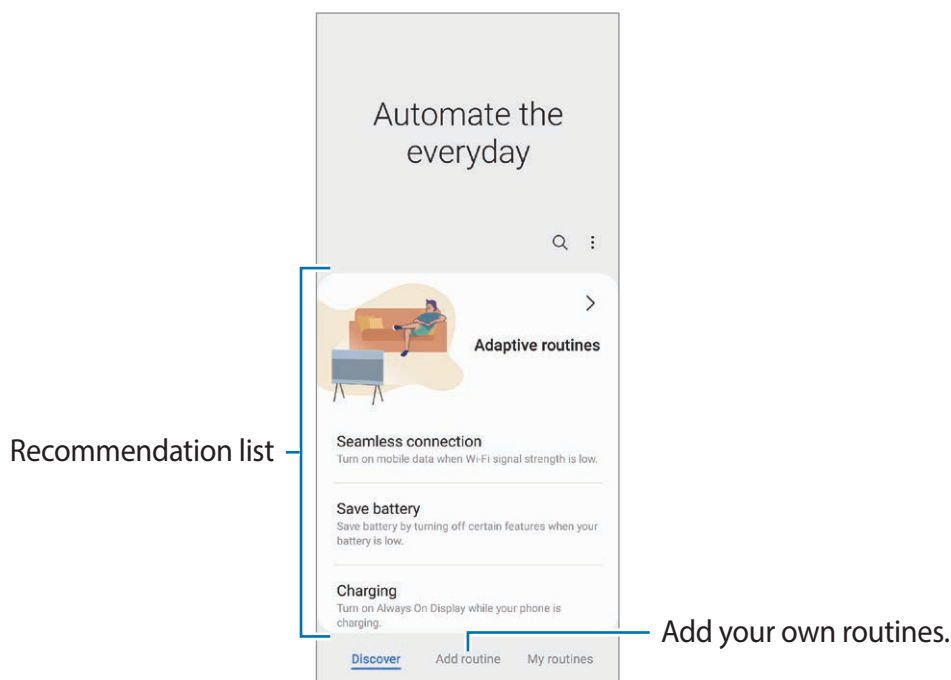 Automate the
everyday
Adaptive routines
Recommendation list
Seamless connection
Turn on mobile data when Wi-Fi signal strength is low.
Save battery
Save battery by turning off certain features when your
battery is low.
Charging
Turn on Always On Display while your phone is
charging.
Add your own routines.
Discover Add routine My routines